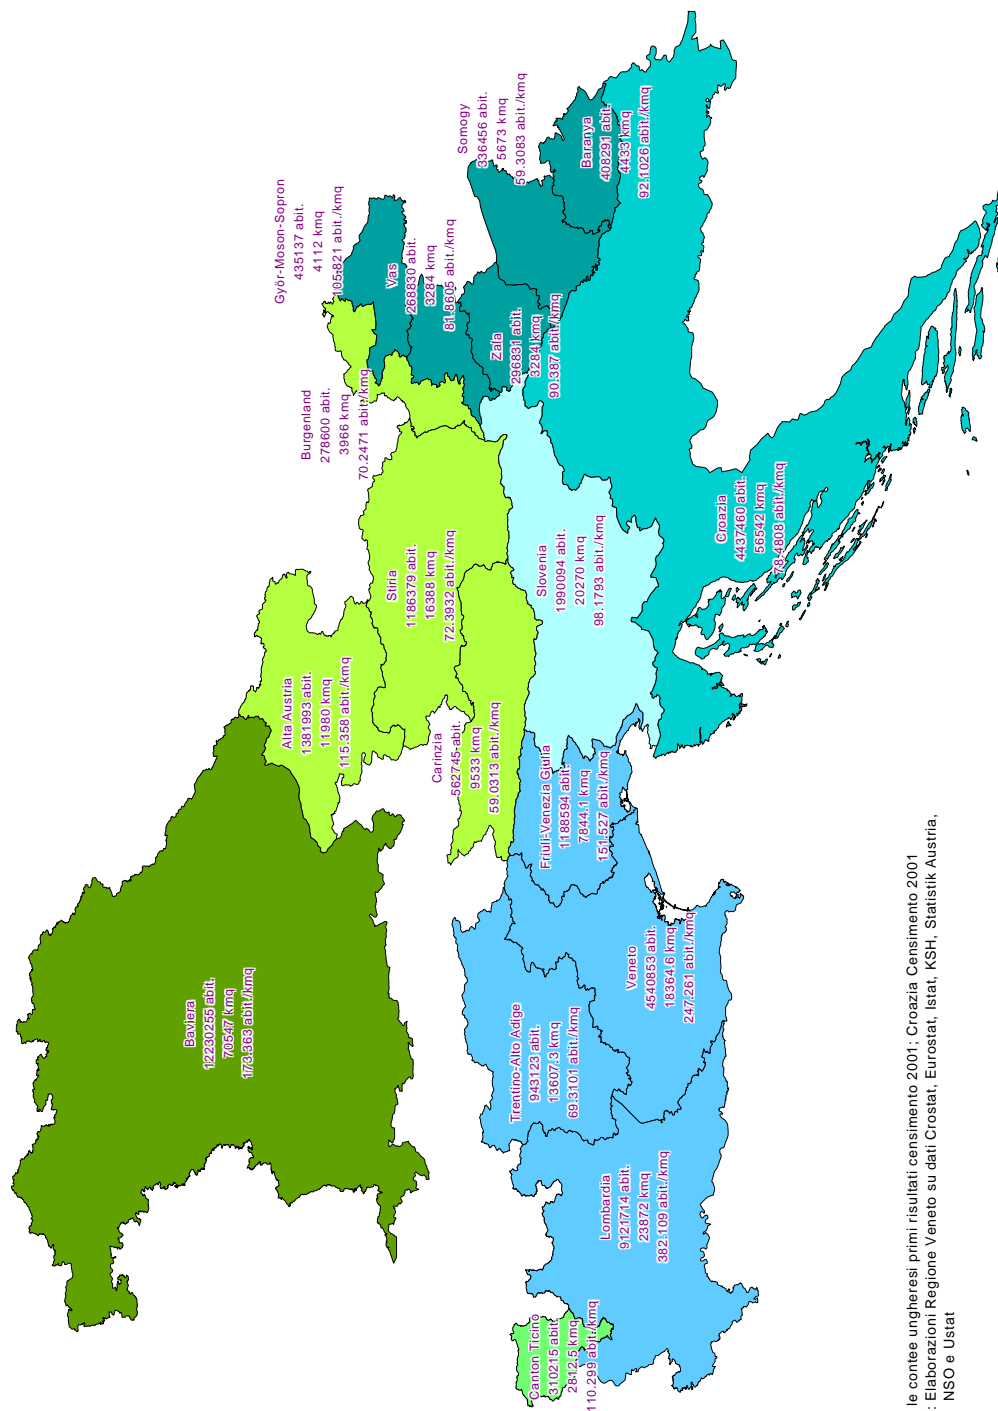 Baviera
12230255 abit.
70547 kmq
173.363 abit./kmq
Alta Austria
1381993 abit.
11980 kmq
115.358 abit./kmq
Burgenland
278600 abit.
3966 kmq
70.2471 abit./kmq
Györ-Moson-Sopron
435137 abit.
4112 kmq
105.821 abit./kmq
Stiria
1186379 abit.
16388 kmq
72.3932 abit./kmq
Vas
268830 abit.
3284 kmq
81.8605 abit./kmq
Carinzia
562745 abit.
9533 kmq
59.0313 abit./kmq
Somogy
336456 abit.
5673 kmq
59.3083 abit./kmq
Zala
296831 abit.
3284 kmq
90.387 abit./kmq
Baranya
408291 abit.
4433 kmq
92.1026 abit./kmq
Canton Ticino
310215 abit.
2812.5 kmq
110.299 abit./kmq
Trentino-Alto Adige
943123 abit.
13607.3 kmq
69.3101 abit./kmq
Friuli-Venezia Giulia
1188594 abit.
7844.1 kmq
151.527 abit./kmq
Slovenia
1990094 abit.
20270 kmq
98.1793 abit./kmq
Lombardia
9121714 abit.
23872 kmq
382.109 abit./kmq
Veneto
4540853 abit.
18364.6 kmq
247.261 abit./kmq
Croazia
4437460 abit.
56542 kmq
78.4808 abit./kmq
le contee ungheresi primi risultati censimento 2001; Croazia Censimento 2001
: Elaborazioni Regione Veneto su dati Crostat, Eurostat, Istat, KSH, Statistik Austria,
NSO e Ustat